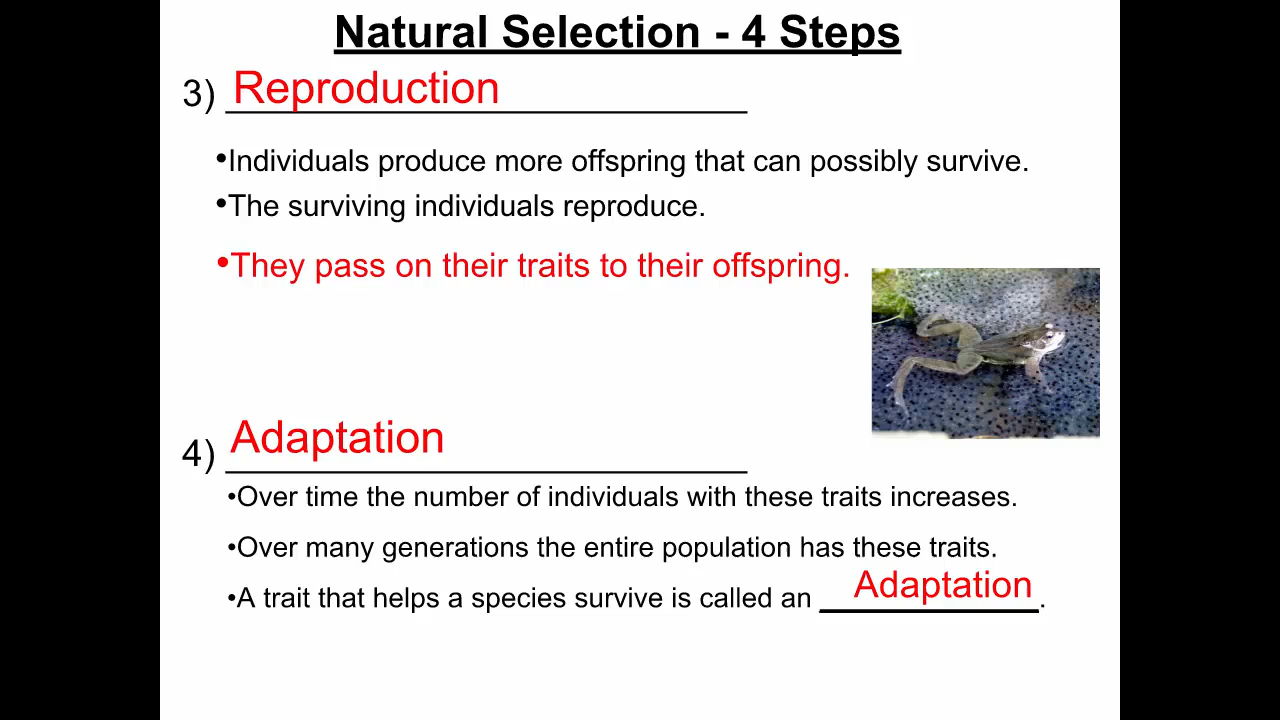 Natural Selection - 4 Steps
3) Reproduction
•Individuals produce more offspring that can possibly survive.
•The surviving individuals reproduce.
•They pass on their traits to their offspring.
4) Adaptation
•Over time the number of individuals with these traits increases.
•Over many generations the entire population has these traits.
•A trait that helps a species survive is called an Adaptation.